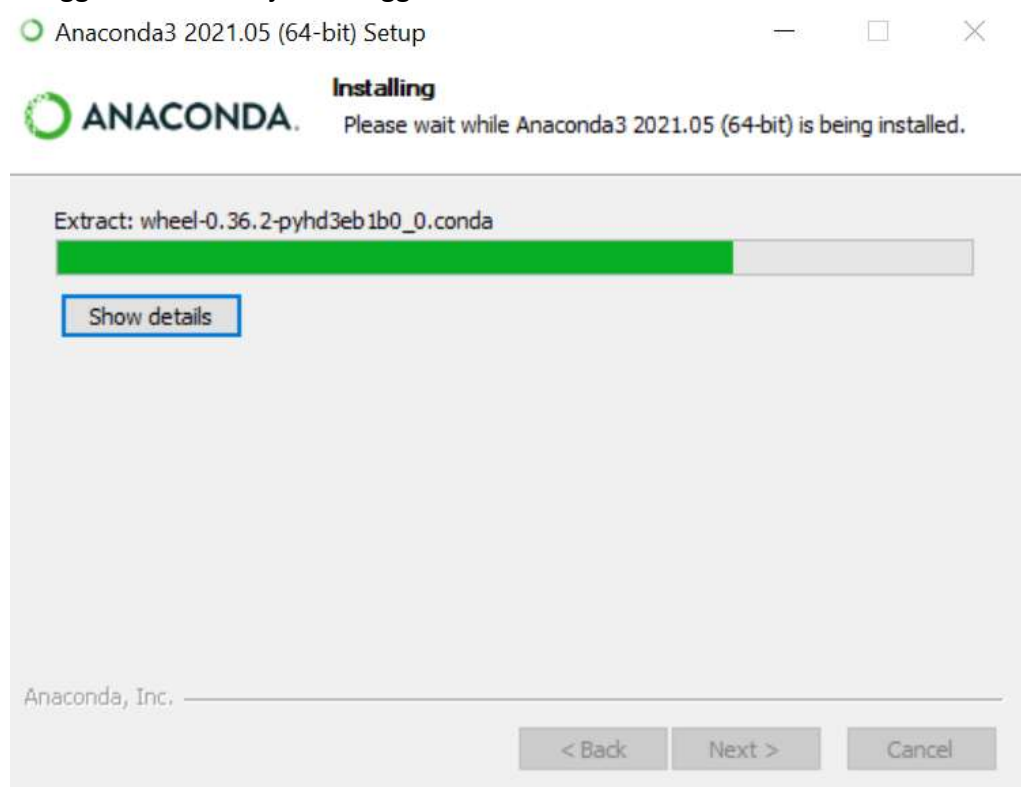 Anaconda3 2021.05 (64-bit) Setup
ANACONDA.
Installing
Please wait while Anaconda3 2021.05 (64-bit) is being installed.
Extract: wheel-0.36.2-pyhd3eb1b0_0.conda
Show details
Anaconda, Inc.
< Back
Next >
Cancel